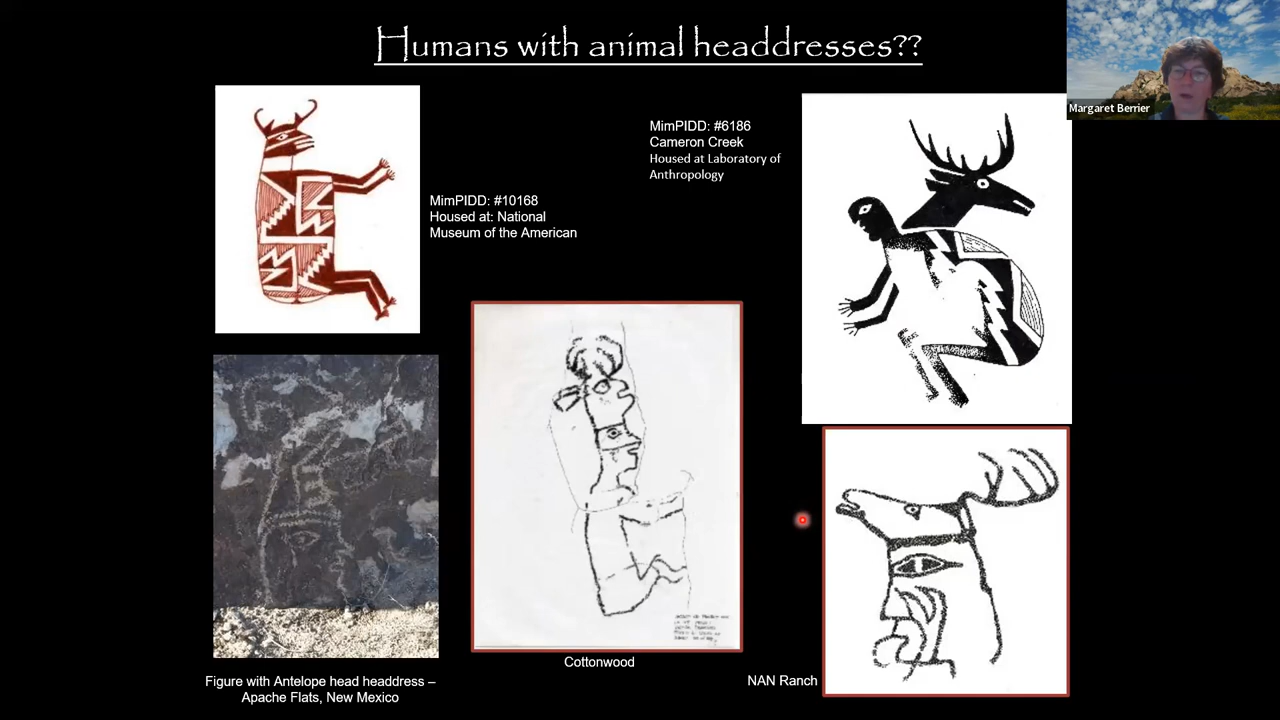 Humans with animal headdresses??
Margaret Berrier
MimPIDD: #6186
Cameron Creek
Housed at Laboratory of
Anthropology
MimPIDD: #10168
Housed at: National
Museum of the American
Figure with Antelope head headdress –
Apache Flats, New Mexico
Cottonwood
NAN Ranch